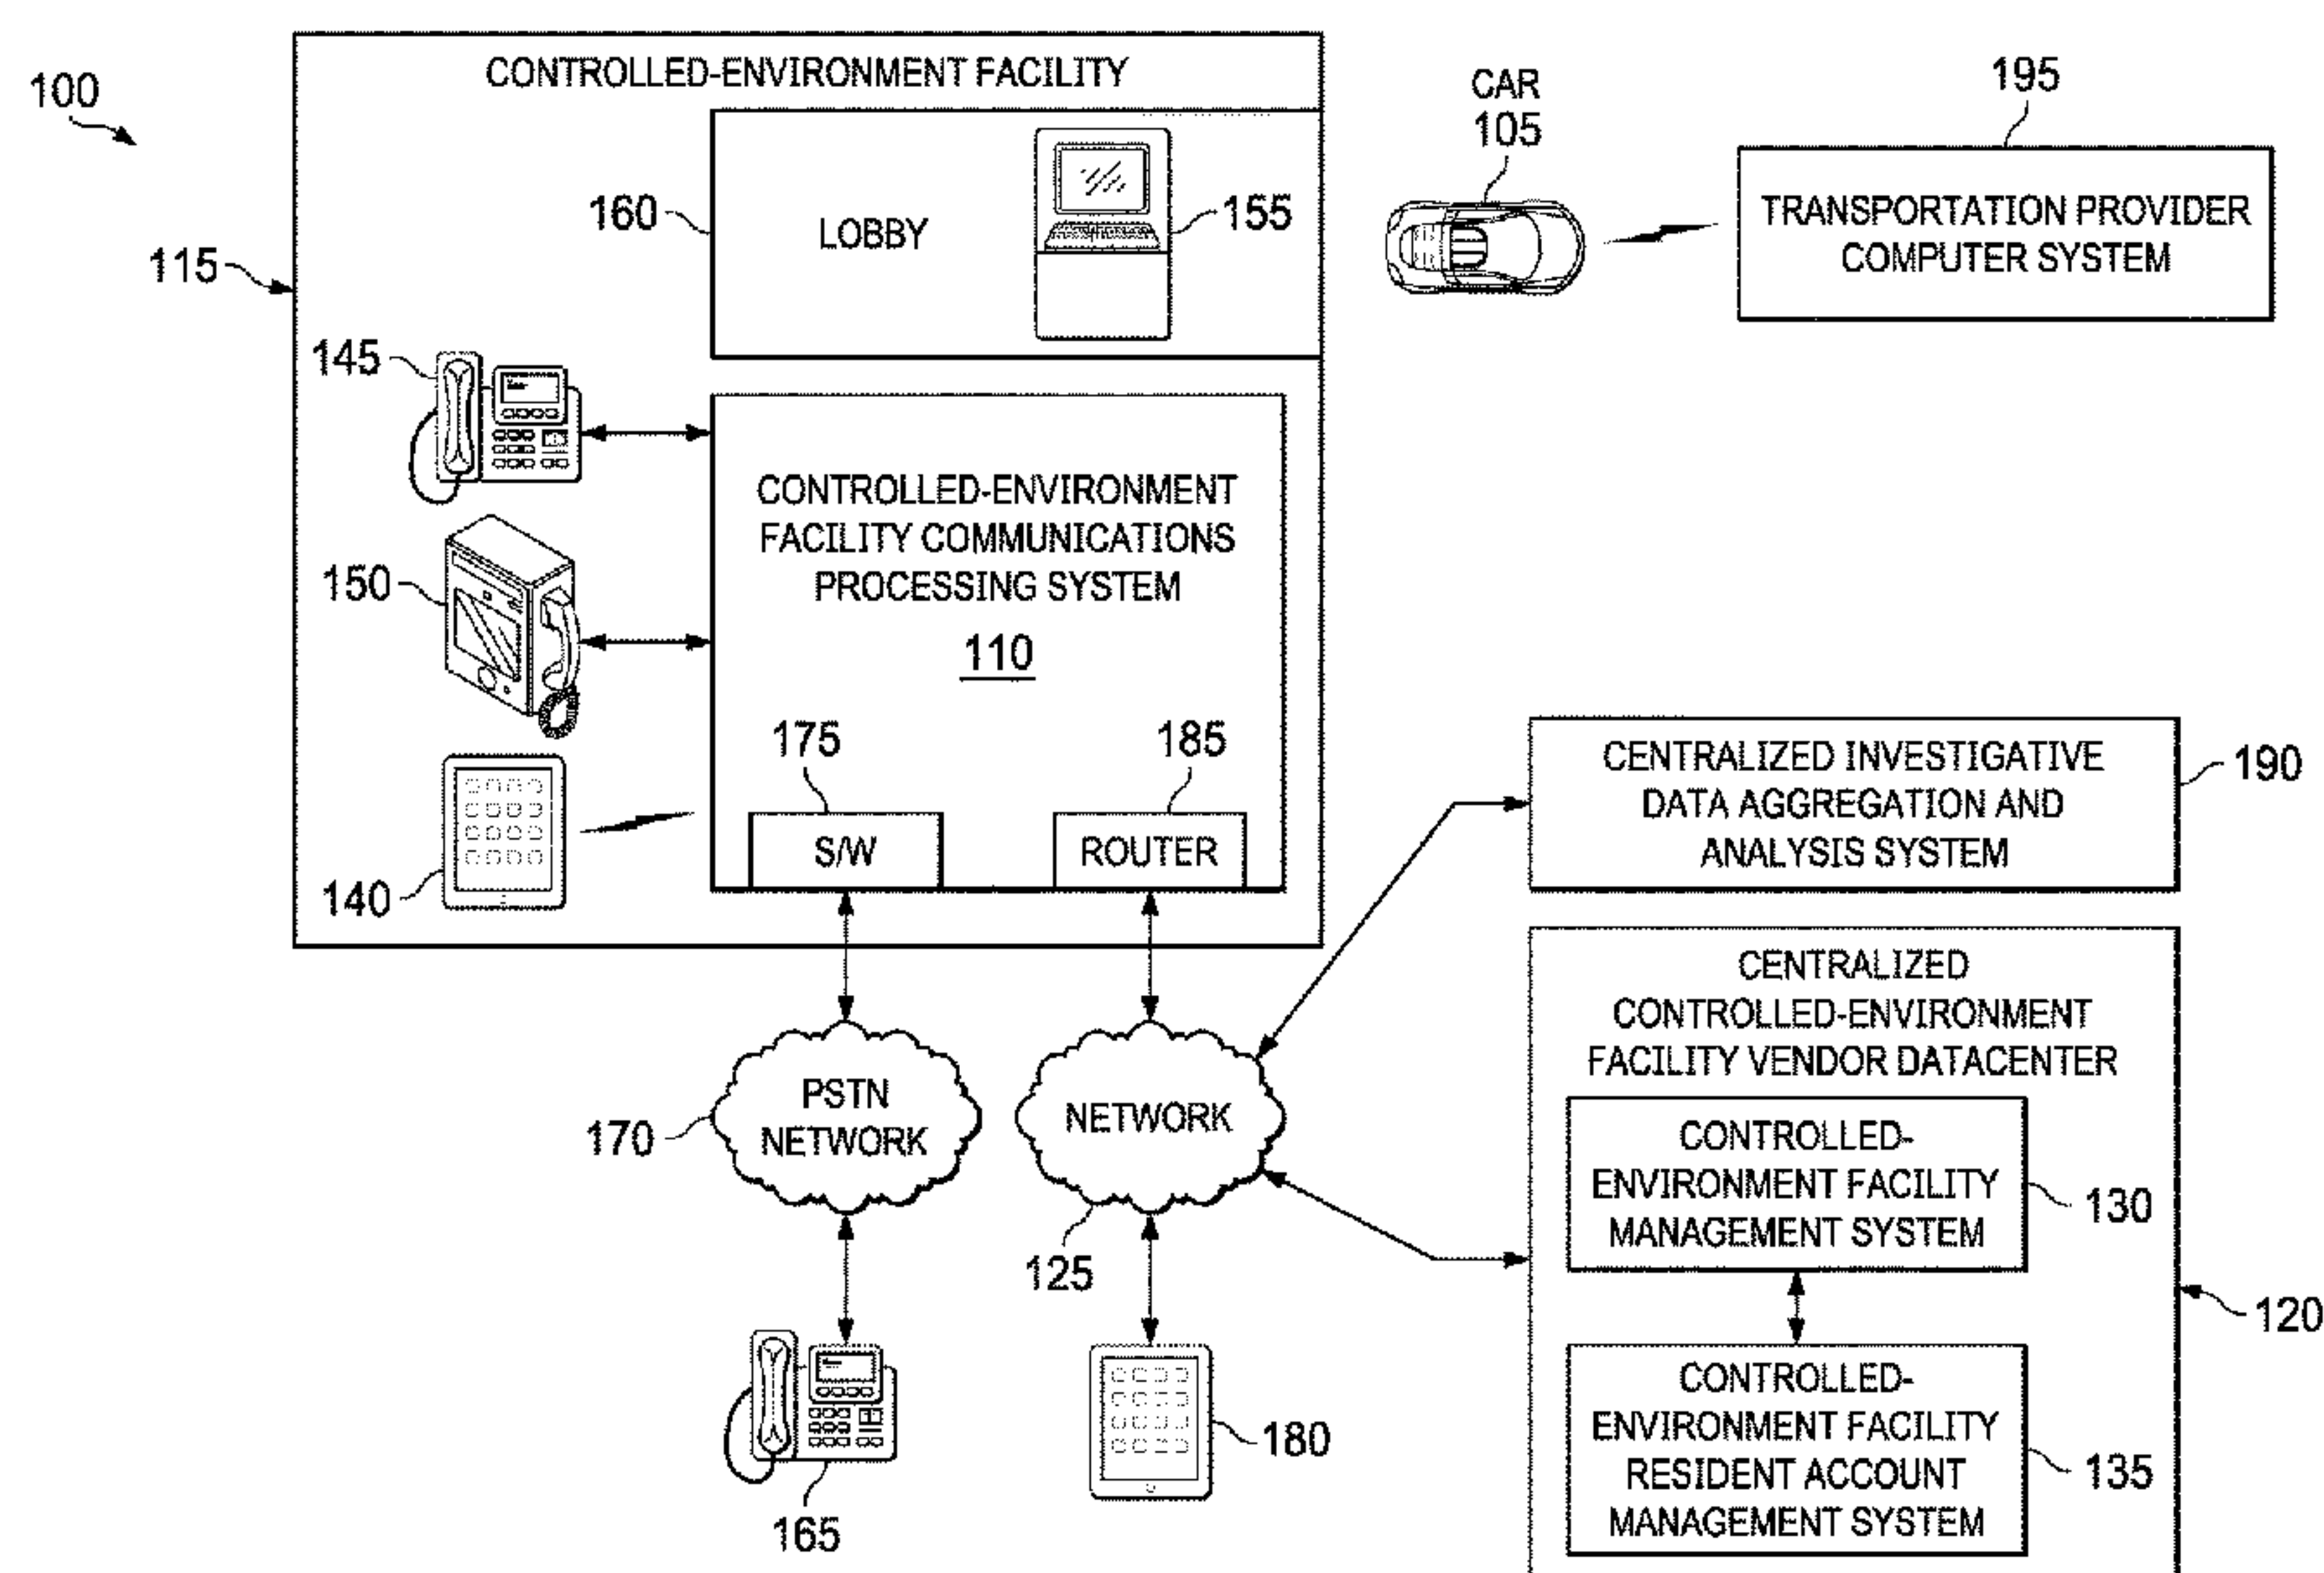 100
CONTROLLED-ENVIRONMENT FACILITY
CAR
105
195
160
LOBBY
155
TRANSPORTATION PROVIDER
COMPUTER SYSTEM
115
145
CONTROLLED-ENVIRONMENT
FACILITY COMMUNICATIONS
PROCESSING SYSTEM
110
150
175
185
S/W
ROUTER
140
CENTRALIZED INVESTIGATIVE
DATA AGGREGATION AND
ANALYSIS SYSTEM
190
CENTRALIZED
CONTROLLED-ENVIRONMENT
FACILITY VENDOR DATACENTER
PSTN
NETWORK
170
NETWORK
125
CONTROLLED-
ENVIRONMENT FACILITY
MANAGEMENT SYSTEM
130
120
CONTROLLED-
ENVIRONMENT FACILITY
RESIDENT ACCOUNT
MANAGEMENT SYSTEM
135
165
180